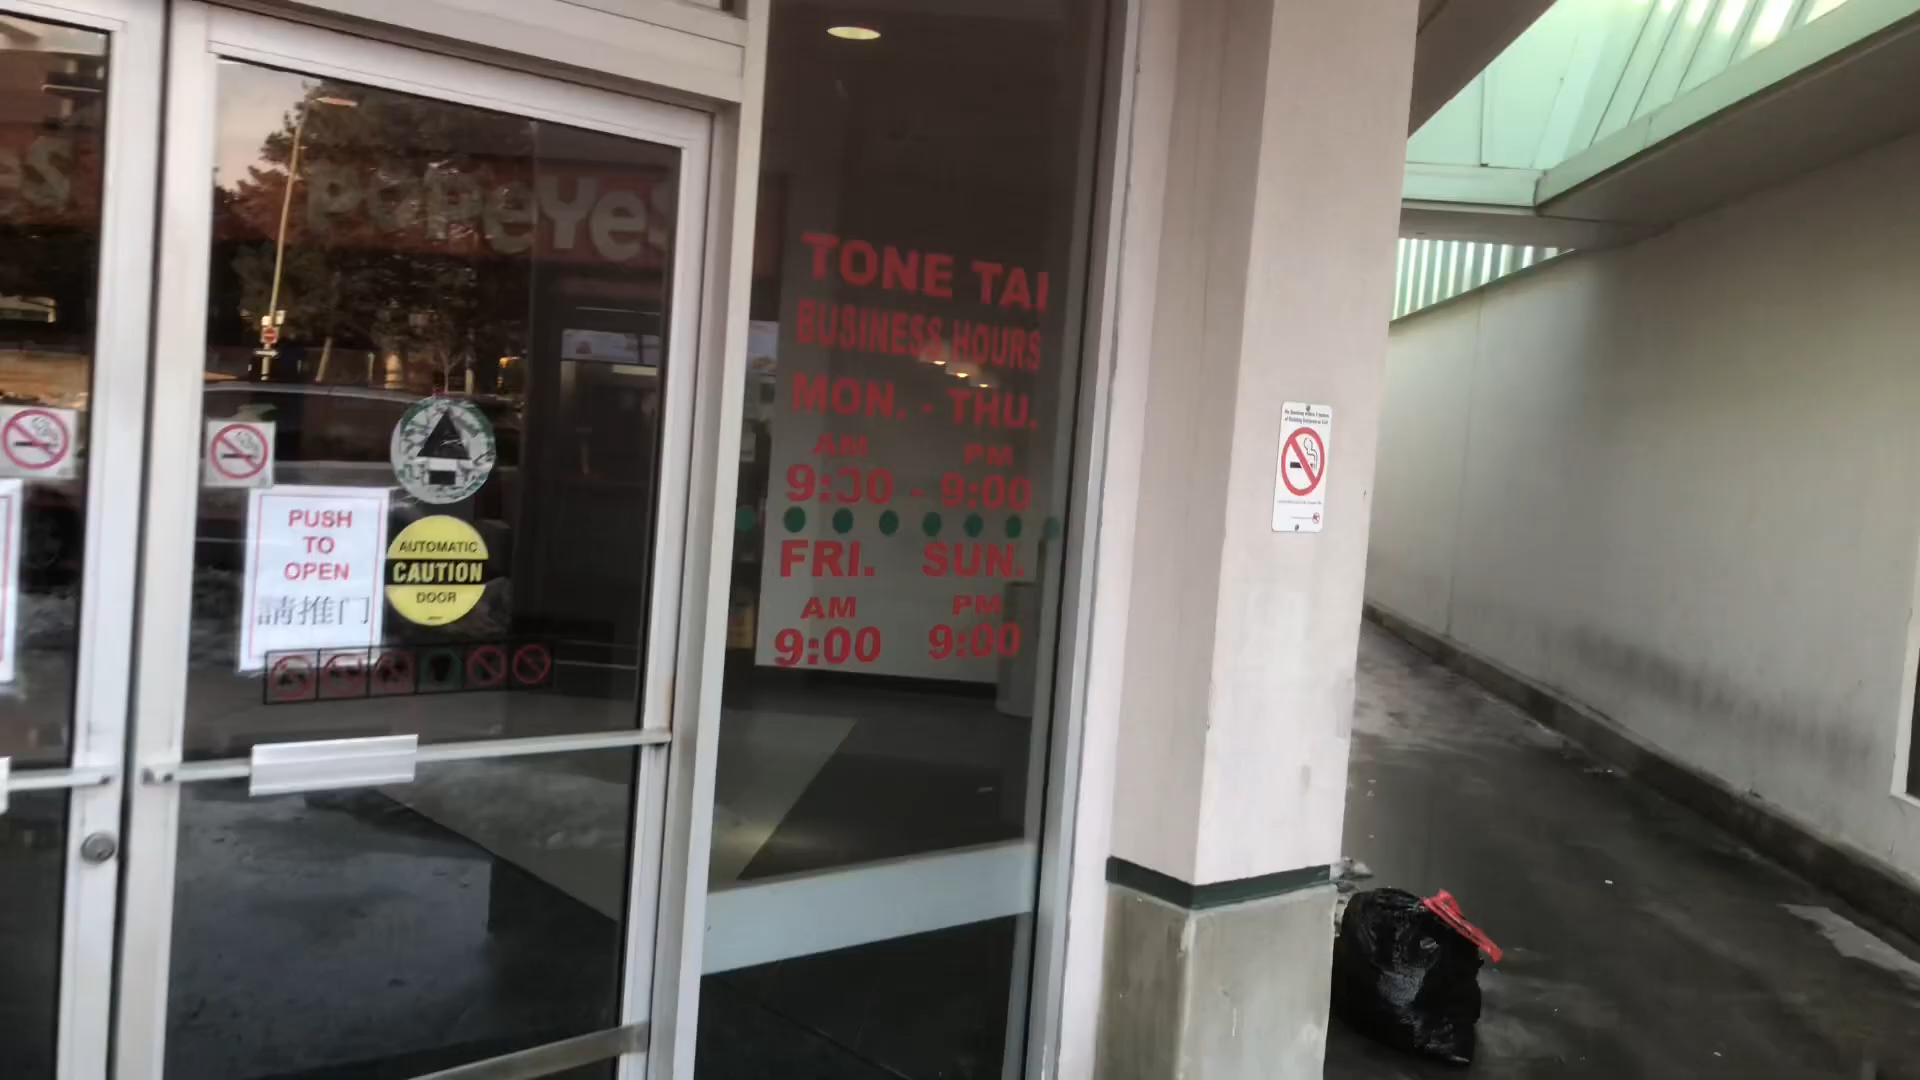 POPEYES
PUSH
TO
OPEN
請推门
AUTOMATIC
CAUTION
DOOR
TONE TAI
BUSINESS HOURS
MON. - THU.
AM PM
9:30 - 9:00
FRI. SUN.
AM PM
9:00 9:00